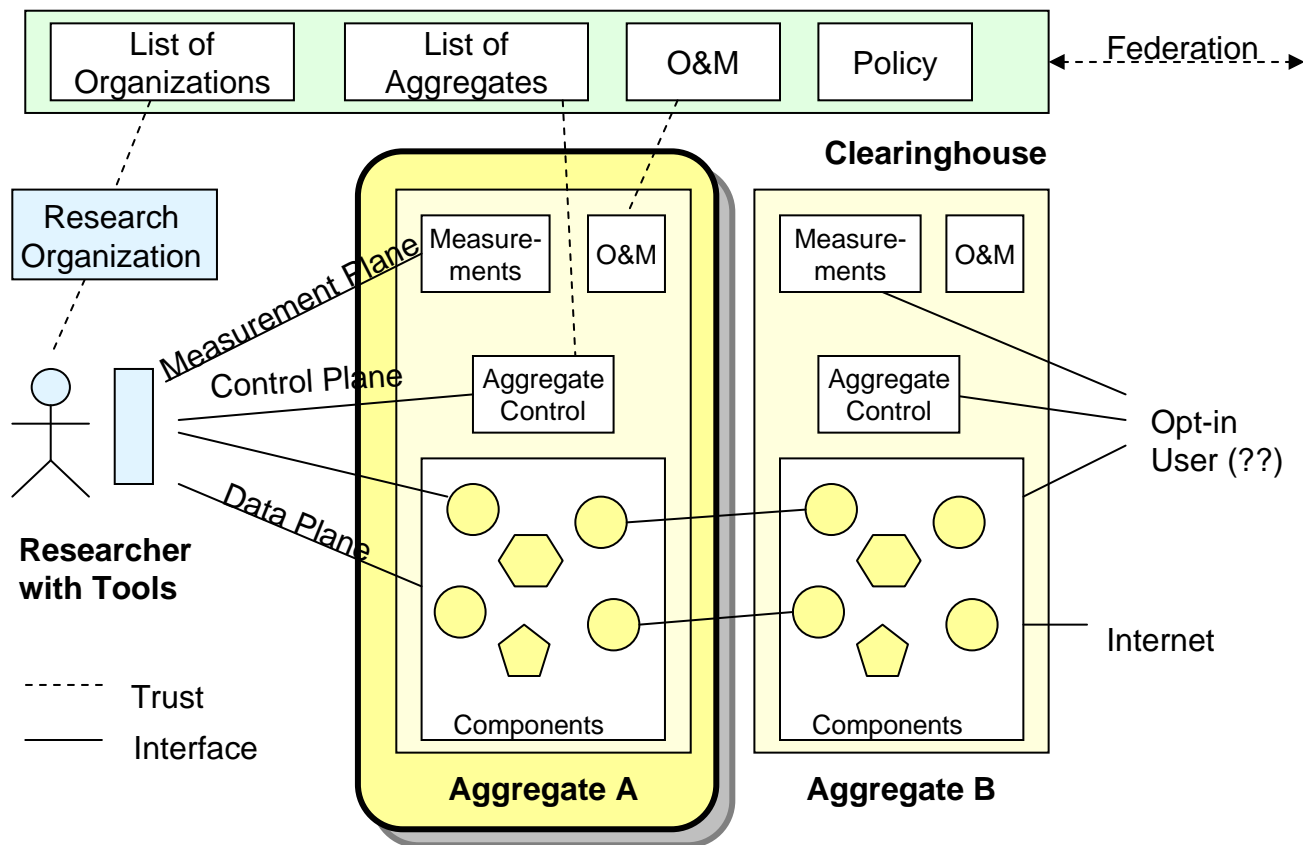 List of
Organizations
List of
Aggregates
O&M
Policy
Federation
Clearinghouse
Research
Organization
Measure-
ments
O&M
Measure-
ments
O&M
Measurement Plane
Control Plane
Aggregate
Control
Aggregate
Control
Opt-in
User (??)
Data Plane
Researcher
with Tools
Internet
Trust
Interface
Components
Components
Aggregate A
Aggregate B